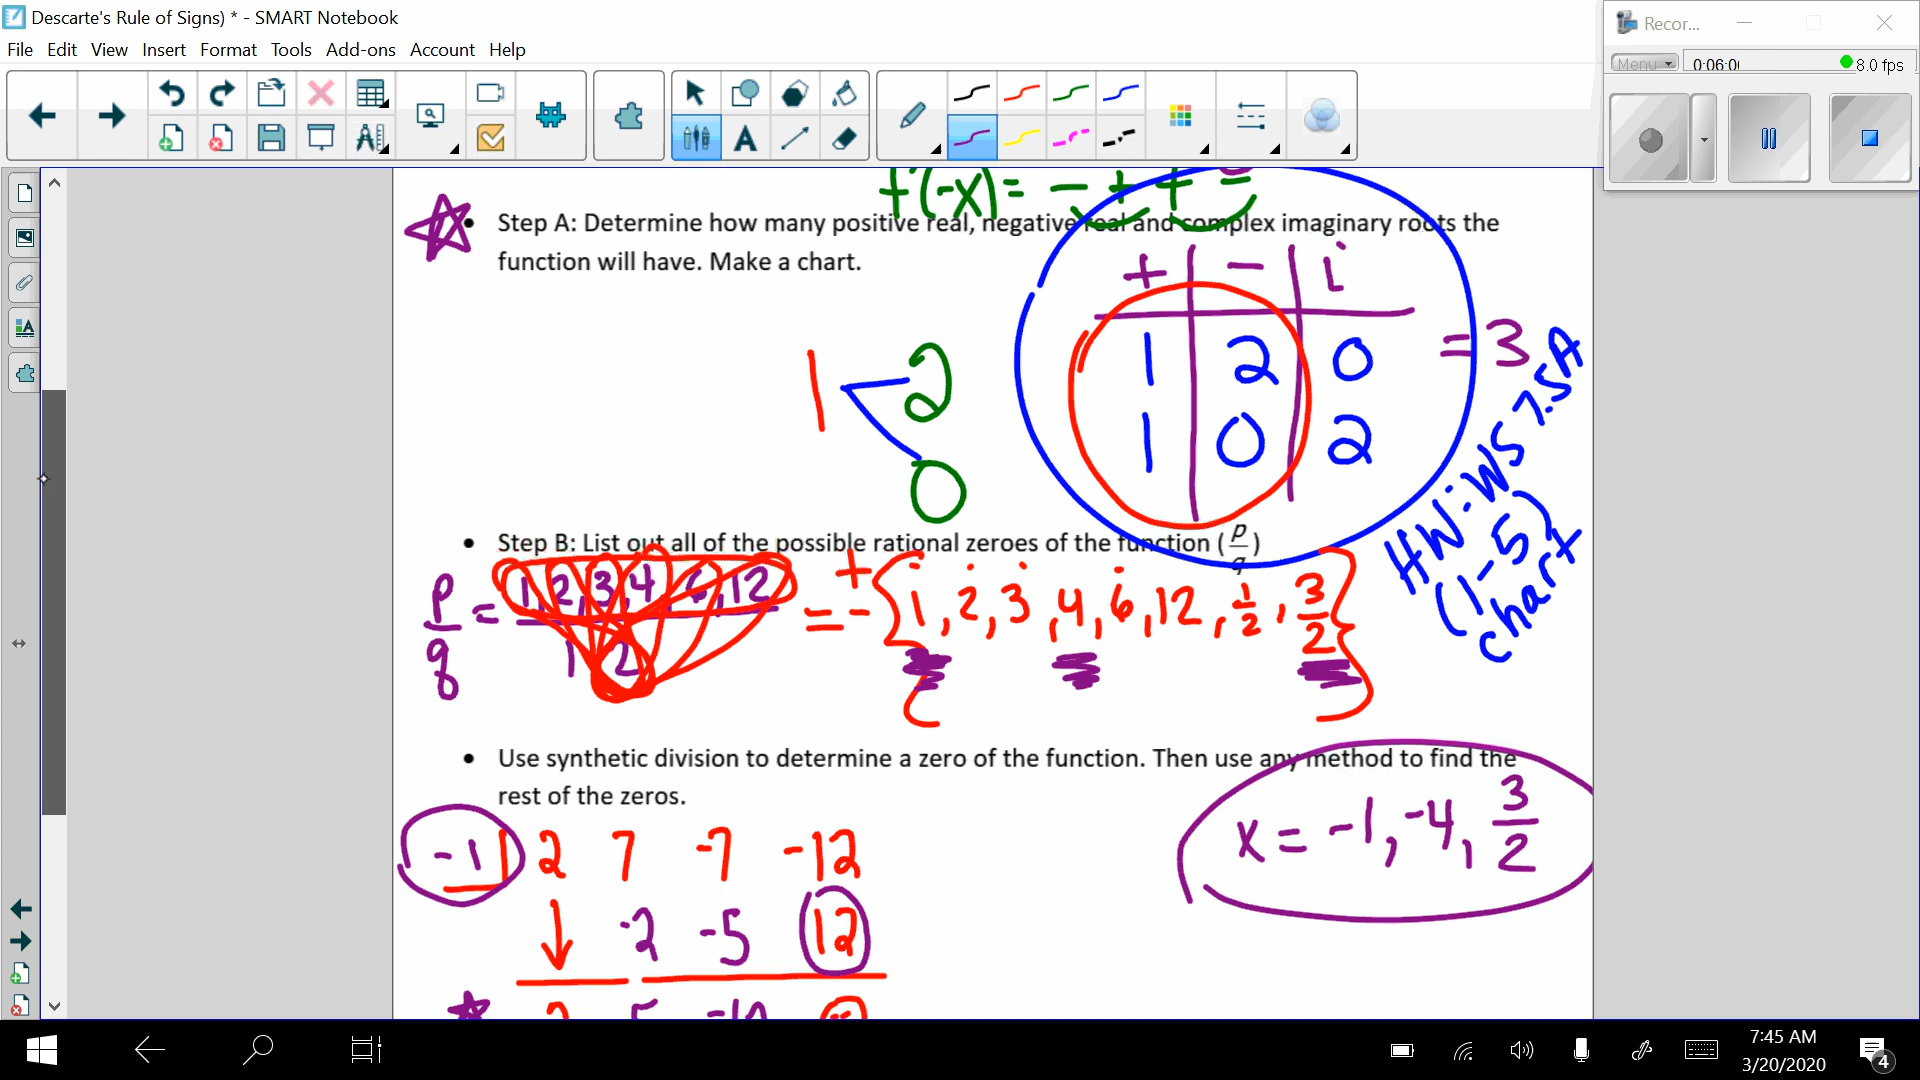 Descarte's Rule of Signs) * - SMART Notebook
File Edit View Insert Format Tools Add-ons Account Help
Recor...
Menu 0:06:0 8.0 fps
f(-x)= - + + -
Step A: Determine how many positive real, negative real and complex imaginary roots the
function will have. Make a chart.
+ - i
1 2 0 = 3
1 0 2
1 2
0
HW: WS 7.5A
(1-5)
chart
Step B: List out all of the possible rational zeroes of the function (p/q)
p/q = 1, 2, 3, 4, 6, 12 / 1 2 = ± {1, 2, 3, 4, 6, 12, 1/2, 3/2}
Use synthetic division to determine a zero of the function. Then use any method to find the
rest of the zeros.
x = -1, -4, 3/2
-1 2 7 -7 -12
-2 -5 12
7:45 AM
3/20/2020
4